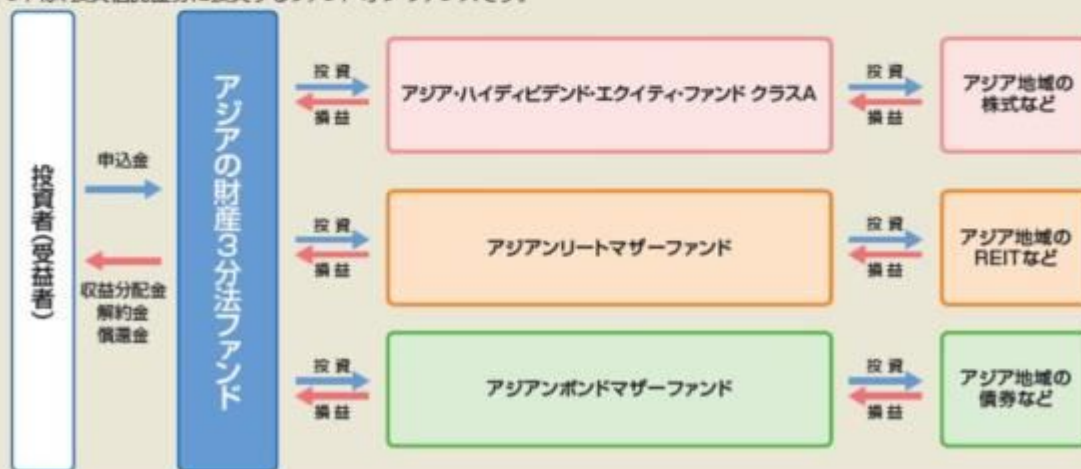 投資者(受益者)
申込金
収益分配金
解約金
償還金
アジアの財産3分法ファンド
投資
損益
アジア・ハイディビデンド・エクイティ・ファンド クラスA
投資
損益
アジア地域の
株式など
投資
損益
アジアンリートマザーファンド
投資
損益
アジア地域の
REITなど
投資
損益
アジアンボンドマザーファンド
投資
損益
アジア地域の
債券など